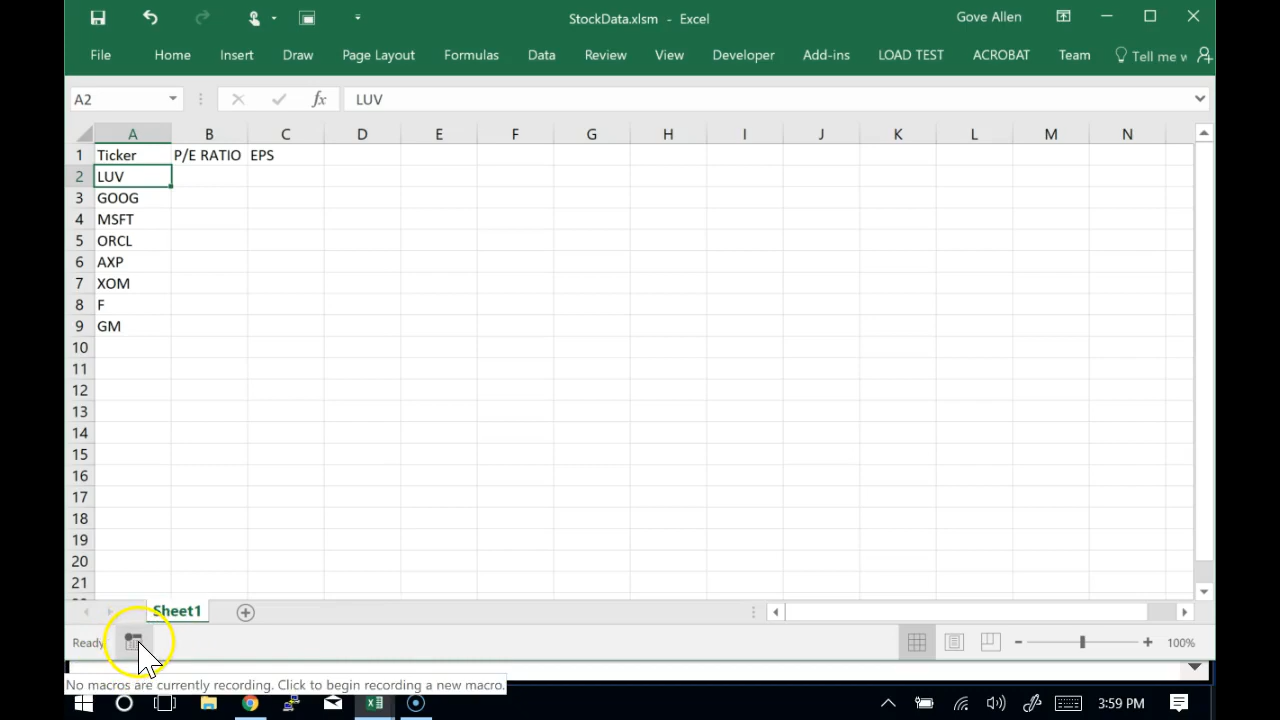 StockData.xlsm - Excel
Gove Allen
File Home Insert Draw Page Layout Formulas Data Review View Developer Add-ins LOAD TEST ACROBAT Team Tell me w
A2 fx LUV
A B C D E F G H I J K L M N
1 Ticker P/E RATIO EPS
2 LUV
3 GOOG
4 MSFT
5 ORCL
6 AXP
7 XOM
8 F
9 GM
10
11
12
13
14
15
16
17
18
19
20
21
Sheet1
Ready 100%
No macros are currently recording. Click to begin recording a new macro.
3:59 PM